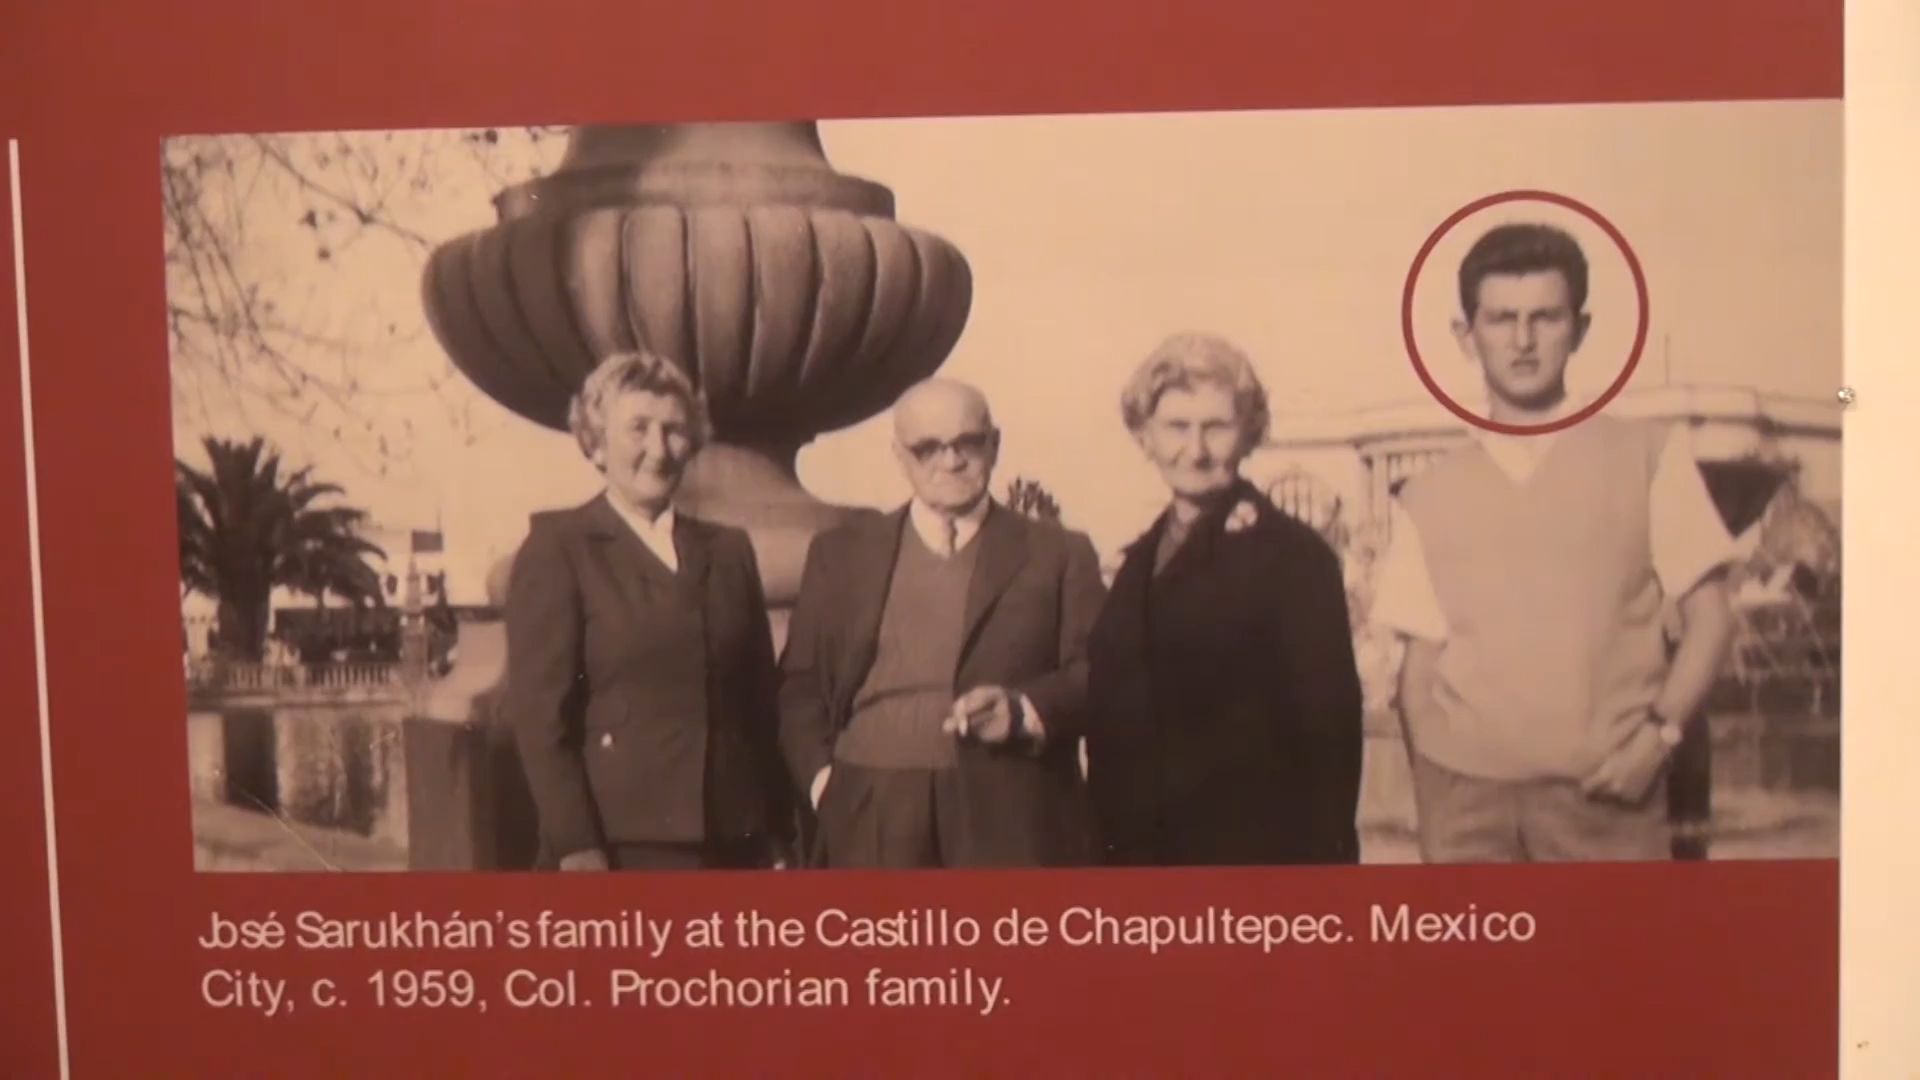 José Sarukhán's family at the Castillo de Chapultepec. Mexico
City, c. 1959, Col. Prochorian family.